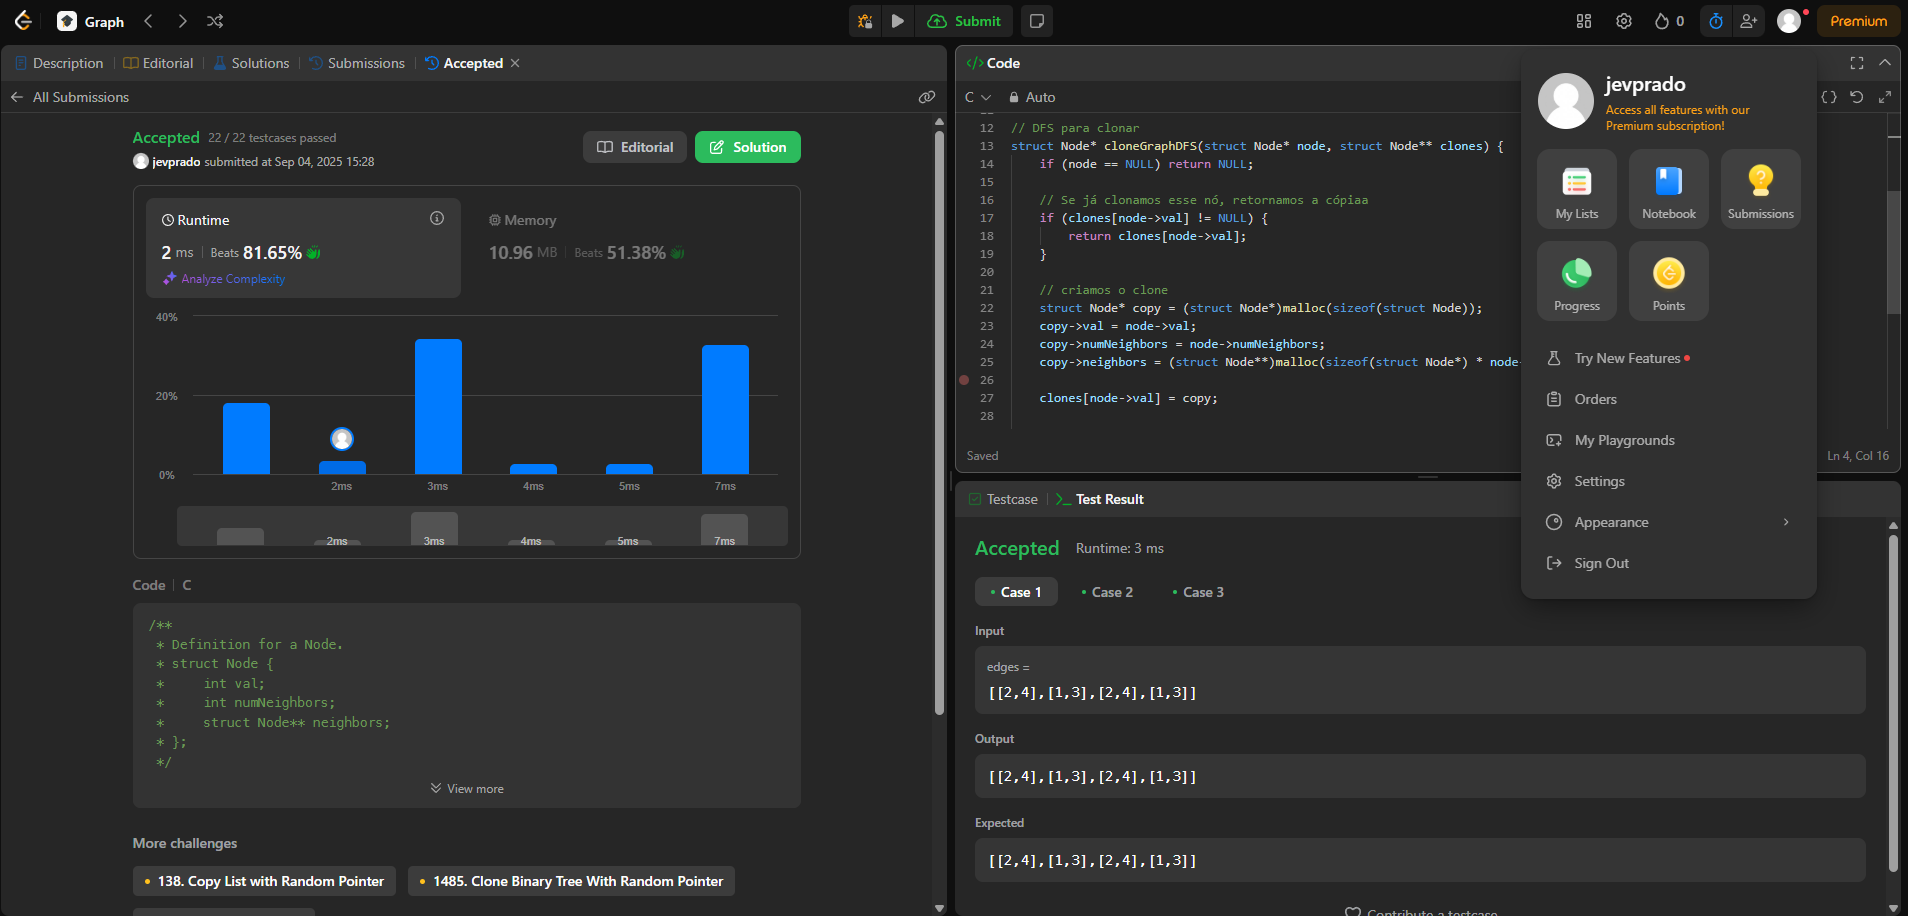 Graph
Submit
0
Premium
Description
Editorial
Solutions
Submissions
Accepted
All Submissions
Accepted 22 / 22 testcases passed
jevprado submitted at Sep 04, 2025 15:28
Editorial
Solution
Runtime
2 ms Beats 81.65%
Analyze Complexity
Memory
10.96 MB Beats 51.38%
40%
20%
0%
2ms 3ms 4ms 5ms 7ms
2ms 3ms 4ms 5ms 7ms
Code C
/**
* Definition for a Node.
* struct Node {
*     int val;
*     int numNeighbors;
*     struct Node** neighbors;
* };
*/
View more
More challenges
138. Copy List with Random Pointer
1485. Clone Binary Tree With Random Pointer
</> Code
C Auto
12 // DFS para clonar
13 struct Node* cloneGraphDFS(struct Node* node, struct Node** clones) {
14     if (node == NULL) return NULL;
15
16     // Se já clonamos esse nó, retornamos a cópiaa
17     if (clones[node->val] != NULL) {
18         return clones[node->val];
19     }
20
21     // criamos o clone
22     struct Node* copy = (struct Node*)malloc(sizeof(struct Node));
23     copy->val = node->val;
24     copy->numNeighbors = node->numNeighbors;
25     copy->neighbors = (struct Node**)malloc(sizeof(struct Node*) * node
26
27     clones[node->val] = copy;
28
Saved
Ln 4, Col 16
Testcase
Test Result
Accepted Runtime: 3 ms
Case 1
Case 2
Case 3
Input
edges =
[[2,4],[1,3],[2,4],[1,3]]
Output
[[2,4],[1,3],[2,4],[1,3]]
Expected
[[2,4],[1,3],[2,4],[1,3]]
Contribute a testcase
jevprado
Access all features with our
Premium subscription!
My Lists
Notebook
Submissions
Progress
Points
Try New Features
Orders
My Playgrounds
Settings
Appearance
Sign Out